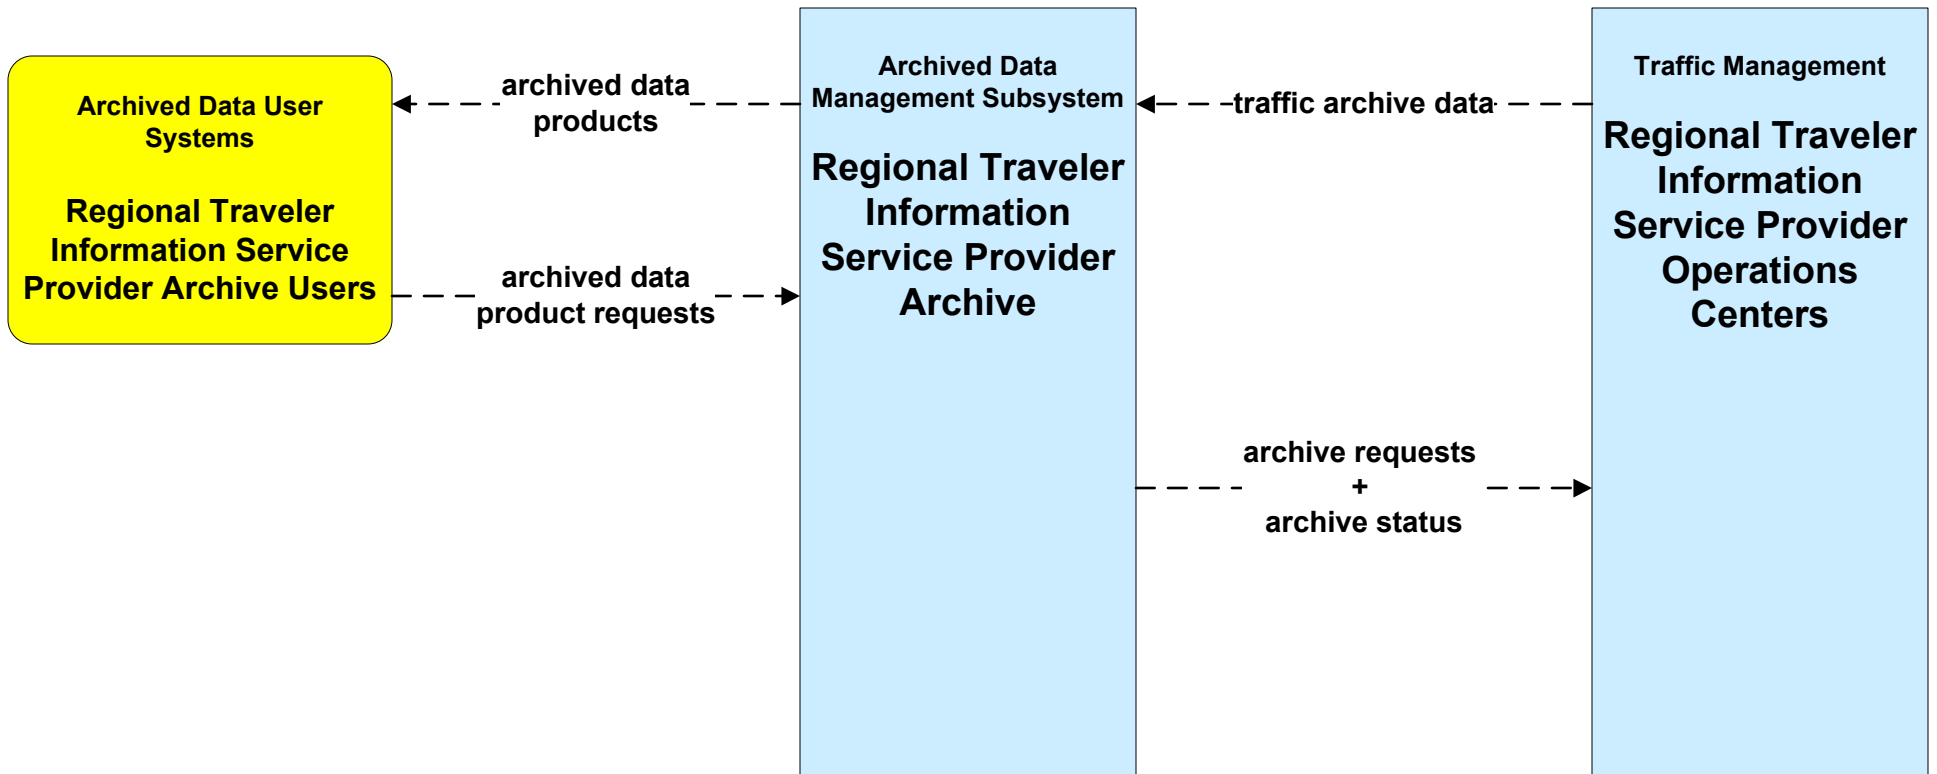 Archived Data User
Systems
Regional Traveler
Information Service
Provider Archive Users
archived data
products
archived data
product requests
Archived Data
Management Subsystem
Regional Traveler
Information
Service Provider
Archive
traffic archive data
archive requests
+
archive status
Traffic Management
Regional Traveler
Information
Service Provider
Operations
Centers